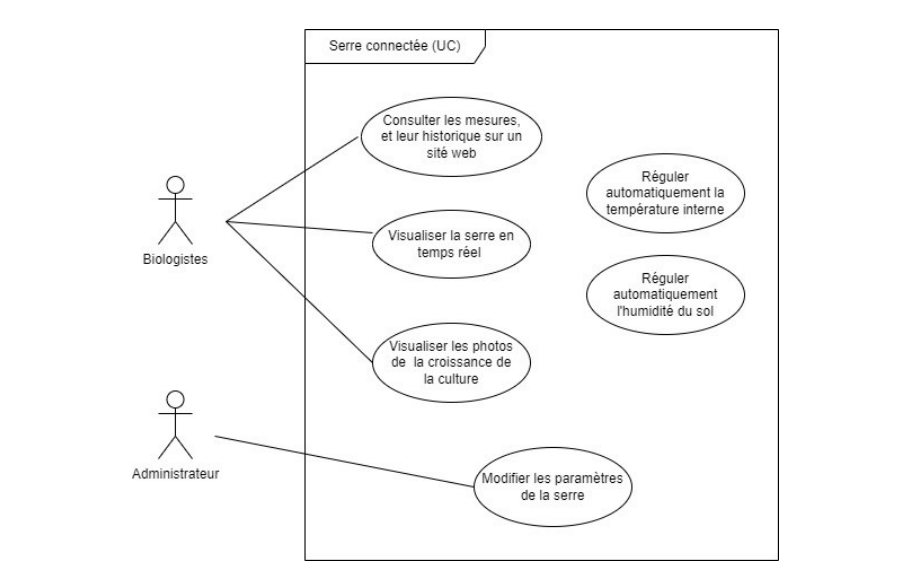 Serre connectée (UC)
Consulter les mesures,
et leur historique sur un
sité web
Réguler
automatiquement la
température interne
Visualiser la serre en
temps réel
Biologistes
Réguler
automatiquement
l'humidité du sol
Visualiser les photos
de la croissance de
la culture
Administrateur
Modifier les paramètres
de la serre